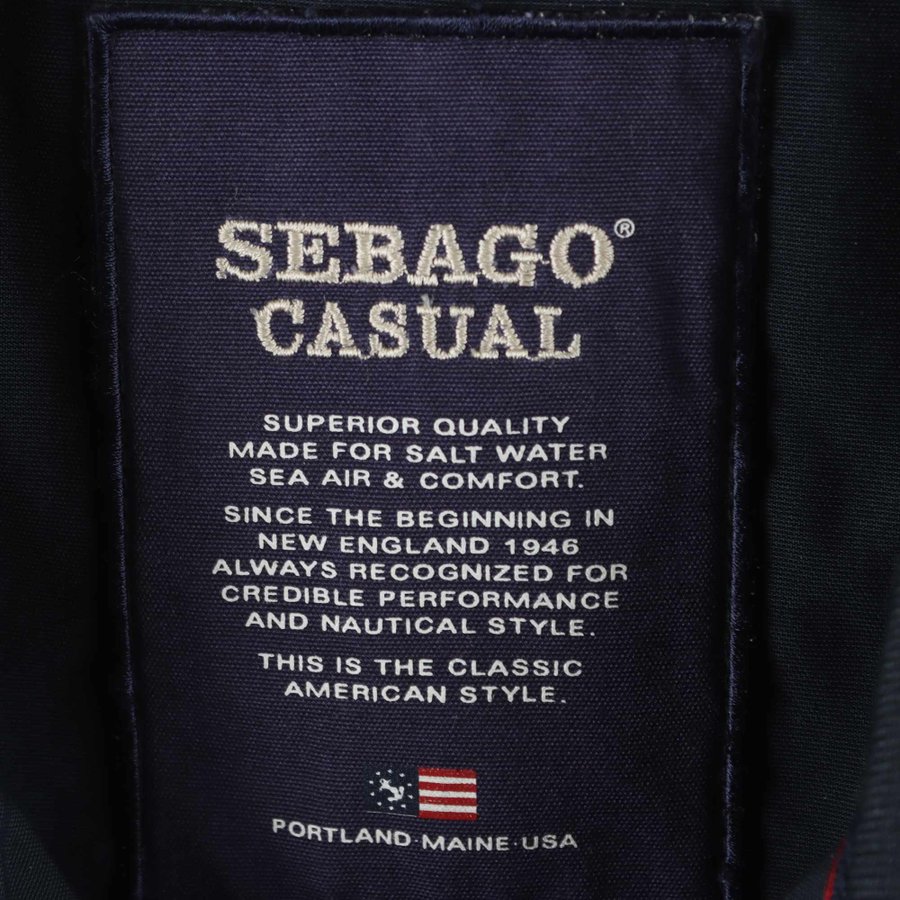 SEBAGO®
CASUAL
SUPERIOR QUALITY
MADE FOR SALT WATER
SEA AIR & COMFORT.
SINCE THE BEGINNING IN
NEW ENGLAND 1946
ALWAYS RECOGNIZED FOR
CREDIBLE PERFORMANCE
AND NAUTICAL STYLE.
THIS IS THE CLASSIC
AMERICAN STYLE.
PORTLAND·MAINE·USA